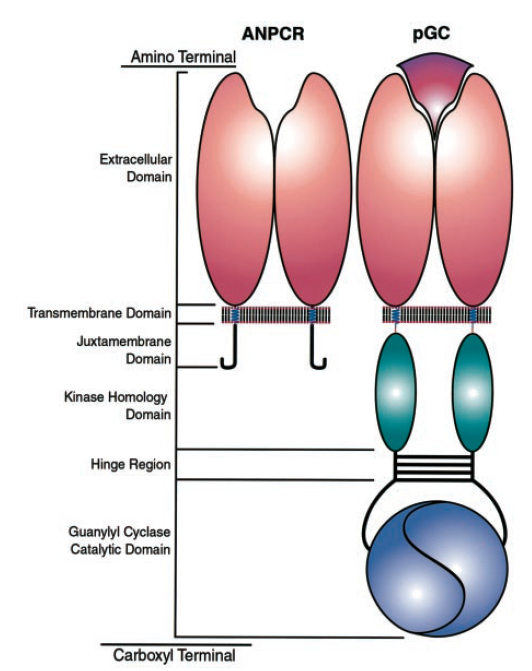 ANPCR
pGC
Amino Terminal
Extracellular
Domain
Transmembrane Domain
Juxtamembrane
Domain
Kinase Homology
Domain
Hinge Region
Guanylyl Cyclase
Catalytic Domain
Carboxyl Terminal